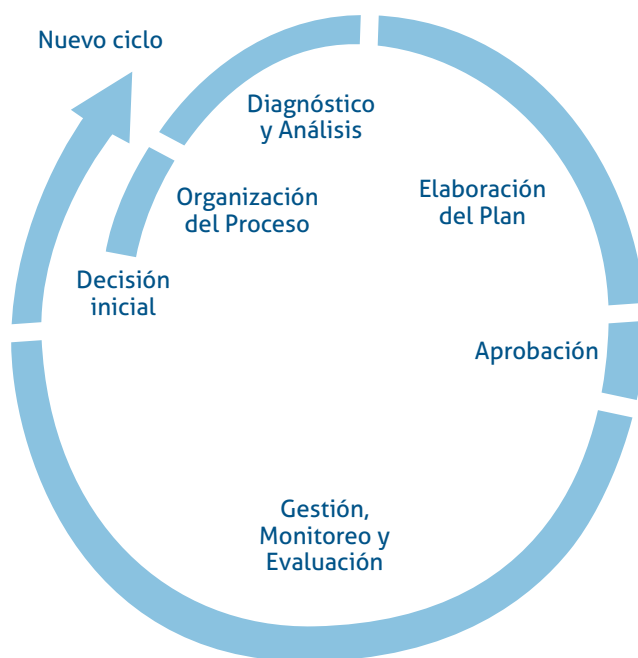 Nuevo ciclo
Diagnóstico
y Análisis
Organización
del Proceso
Elaboración
del Plan
Decisión
inicial
Aprobación
Gestión,
Monitoreo y
Evaluación